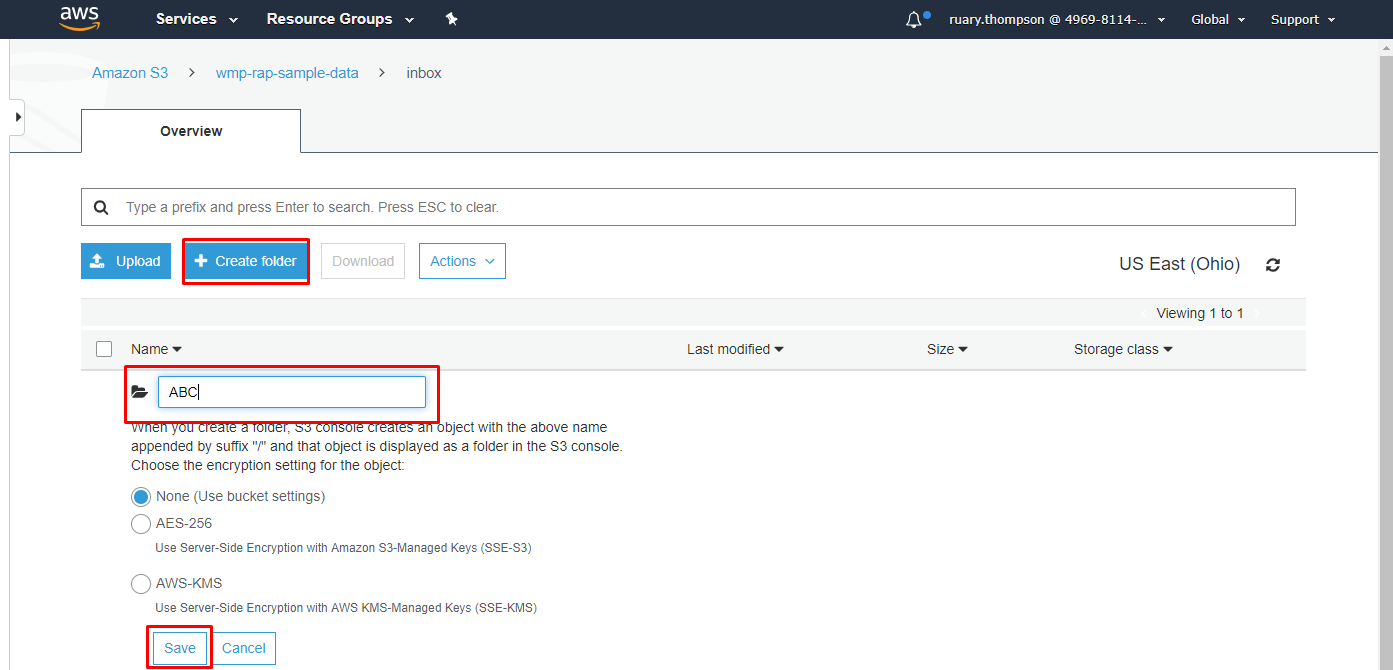 aws Services Resource Groups ruary.thompson @ 4969-8114-... Global Support
Amazon S3 > wmp-rap-sample-data > inbox
Overview
Type a prefix and press Enter to search. Press ESC to clear.
Upload + Create folder Download Actions US East (Ohio)
Viewing 1 to 1
Name Last modified Size Storage class
ABC
When you create a folder, S3 console creates an object with the above name
appended by suffix "/" and that object is displayed as a folder in the S3 console.
Choose the encryption setting for the object:
None (Use bucket settings)
AES-256
Use Server-Side Encryption with Amazon S3-Managed Keys (SSE-S3)
AWS-KMS
Use Server-Side Encryption with AWS KMS-Managed Keys (SSE-KMS)
Save Cancel